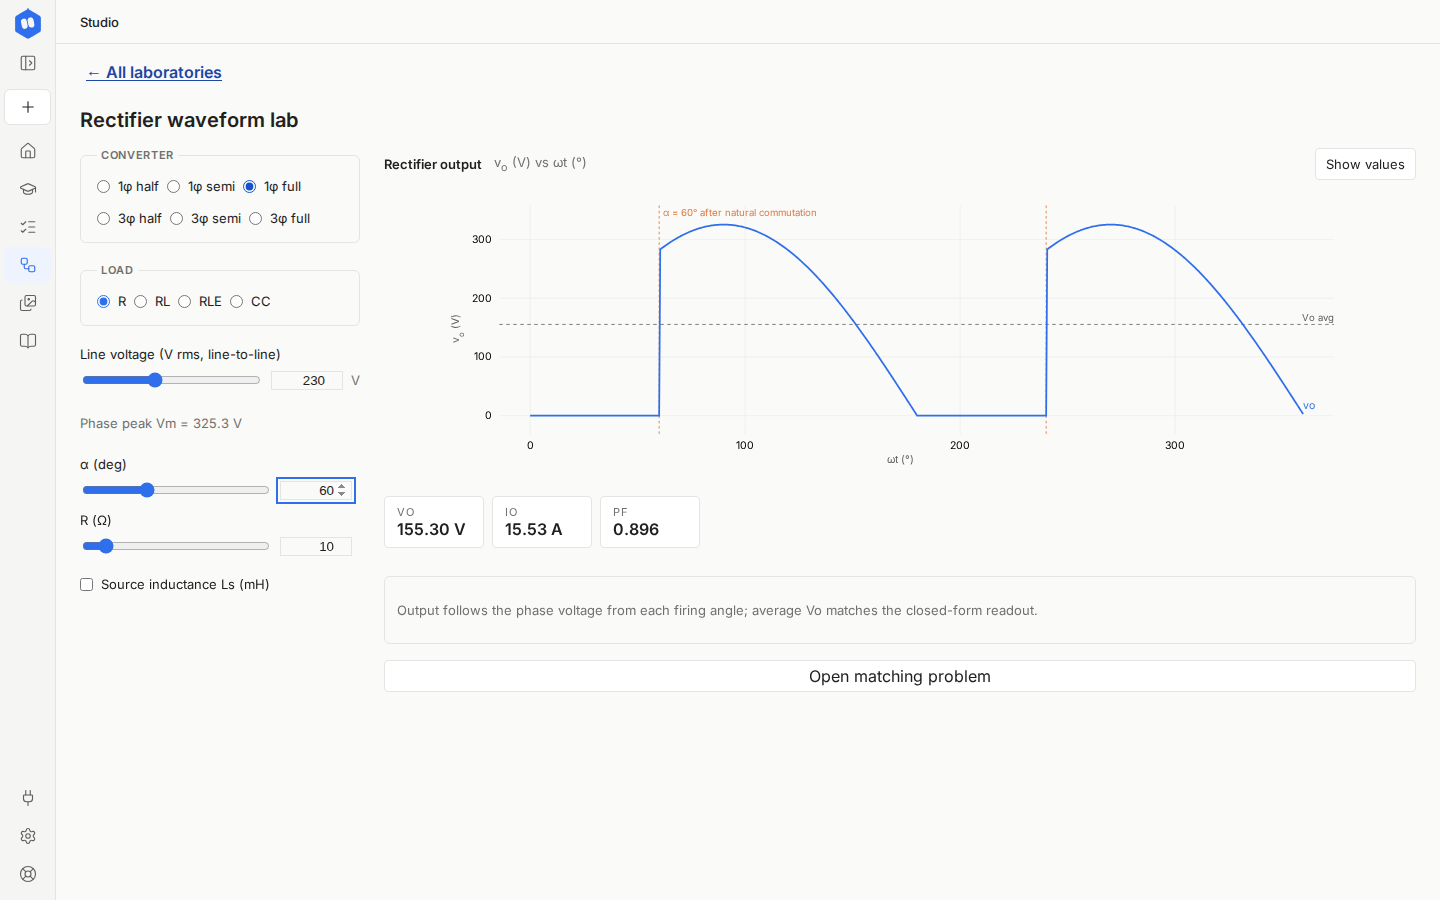 Studio
← All laboratories
Rectifier waveform lab
CONVERTER
1φ half 1φ semi 1φ full
3φ half 3φ semi 3φ full
LOAD
R RL RLE CC
Line voltage (V rms, line-to-line)
230 V
Phase peak Vm = 325.3 V
α (deg)
60
R (Ω)
10
Source inductance Ls (mH)
Rectifier output vo (V) vs ωt (°)
Show values
α = 60° after natural commutation
300
200
100
0
vo (V)
Vo avg
vo
0 100 200 300
ωt (°)
VO
155.30 V
IO
15.53 A
PF
0.896
Output follows the phase voltage from each firing angle; average Vo matches the closed-form readout.
Open matching problem